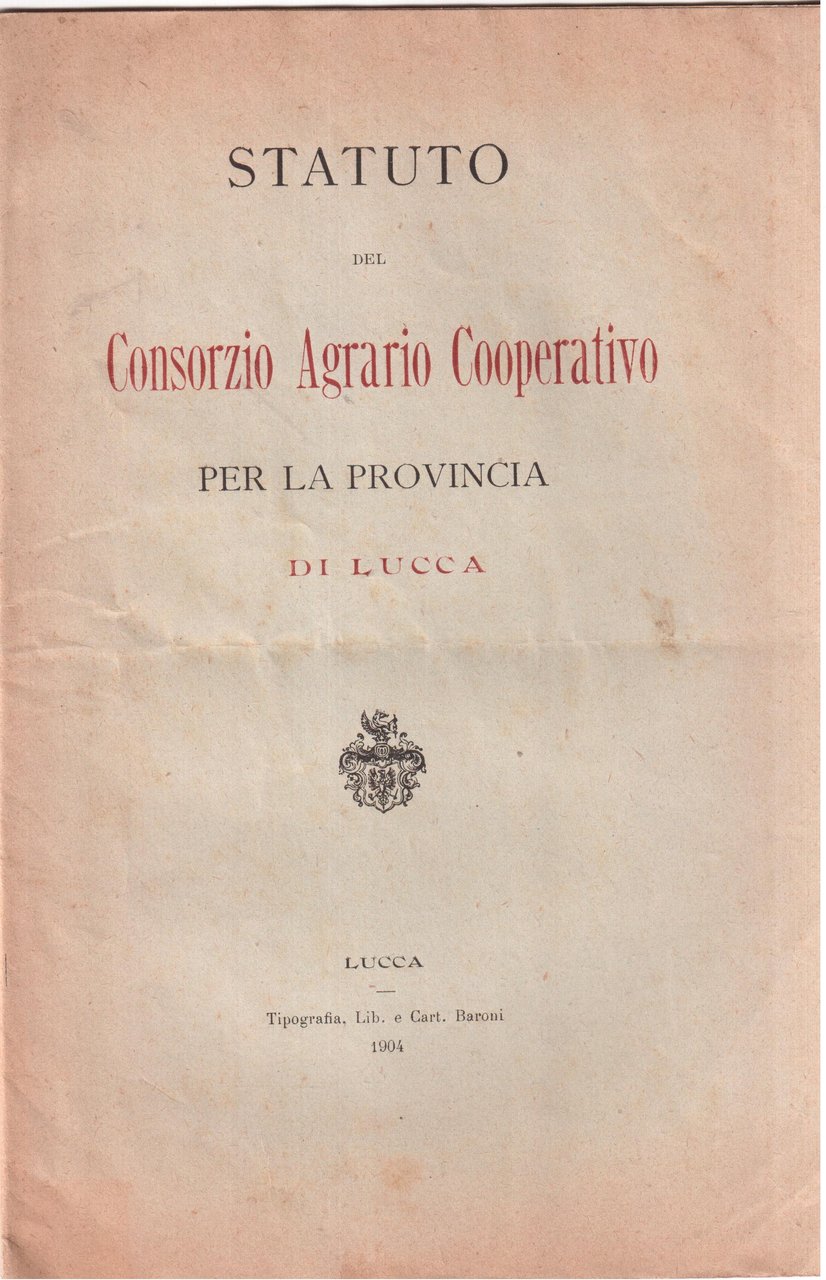 STATUTO
DEL
Consorzio Agrario Cooperativo
PER LA PROVINCIA
DI LUCCA
LUCCA
Tipografia, Lib. e Cart. Baroni
1904